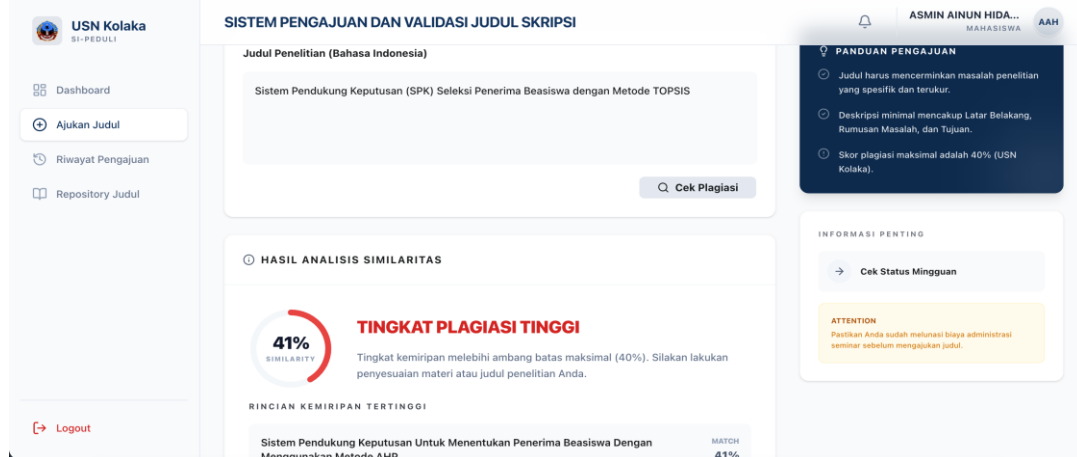 USN Kolaka
SI-PEDULI
Dashboard
Ajukan Judul
Riwayat Pengajuan
Repository Judul
Logout
SISTEM PENGAJUAN DAN VALIDASI JUDUL SKRIPSI
ASMIN AINUN HIDA...
MAHASISWA
AAH
Judul Penelitian (Bahasa Indonesia)
Sistem Pendukung Keputusan (SPK) Seleksi Penerima Beasiswa dengan Metode TOPSIS
Cek Plagiasi
HASIL ANALISIS SIMILARITAS
41%
SIMILARITY
TINGKAT PLAGIASI TINGGI
Tingkat kemiripan melebihi ambang batas maksimal (40%). Silakan lakukan
penyesuaian materi atau judul penelitian Anda.
RINCIAN KEMIRIPAN TERTINGGI
Sistem Pendukung Keputusan Untuk Menentukan Penerima Beasiswa Dengan
Menggunakan Metode AHP
MATCH
41%
PANDUAN PENGAJUAN
Judul harus mencerminkan masalah penelitian
yang spesifik dan terukur.
Deskripsi minimal mencakup Latar Belakang,
Rumusan Masalah, dan Tujuan.
Skor plagiasi maksimal adalah 40% (USN
Kolaka).
INFORMASI PENTING
Cek Status Mingguan
ATTENTION
Pastikan Anda sudah melunasi biaya administrasi
seminar sebelum mengajukan judul.